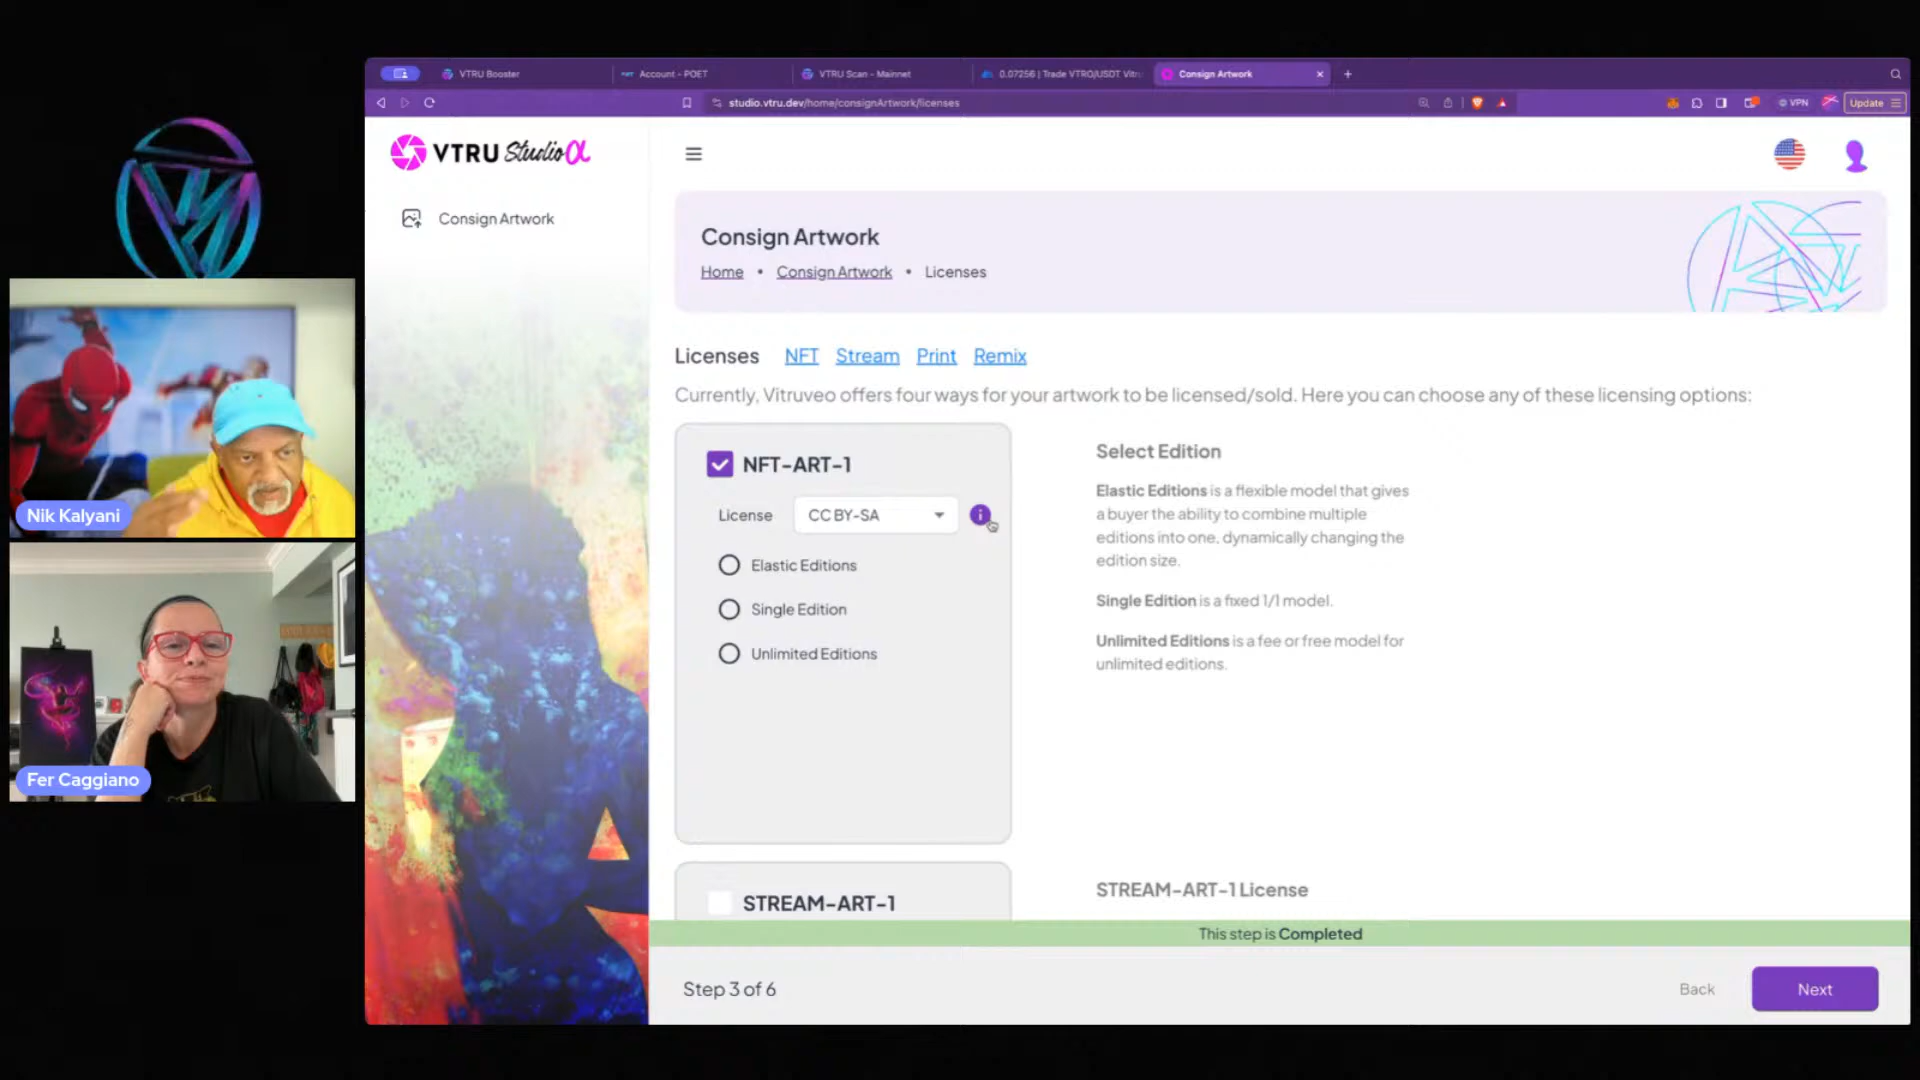 VTRU Booster
Account - POET
VTRU Scan - Mainnet
0.07256 | Trade VTRO/USDT Vitru
Consign Artwork
studio.vtru.dev/home/consignArtwork/licenses
VPN
Update
VTRU Studio α
Consign Artwork
Consign Artwork
Home • Consign Artwork • Licenses
Licenses NFT Stream Print Remix
Currently, Vitruveo offers four ways for your artwork to be licensed/sold. Here you can choose any of these licensing options:
NFT-ART-1
License CC BY-SA
Elastic Editions
Single Edition
Unlimited Editions
Select Edition
Elastic Editions is a flexible model that gives
a buyer the ability to combine multiple
editions into one, dynamically changing the
edition size.
Single Edition is a fixed 1/1 model.
Unlimited Editions is a fee or free model for
unlimited editions.
STREAM-ART-1
STREAM-ART-1 License
This step is Completed
Step 3 of 6
Back
Next
Nik Kalyani
Fer Caggiano